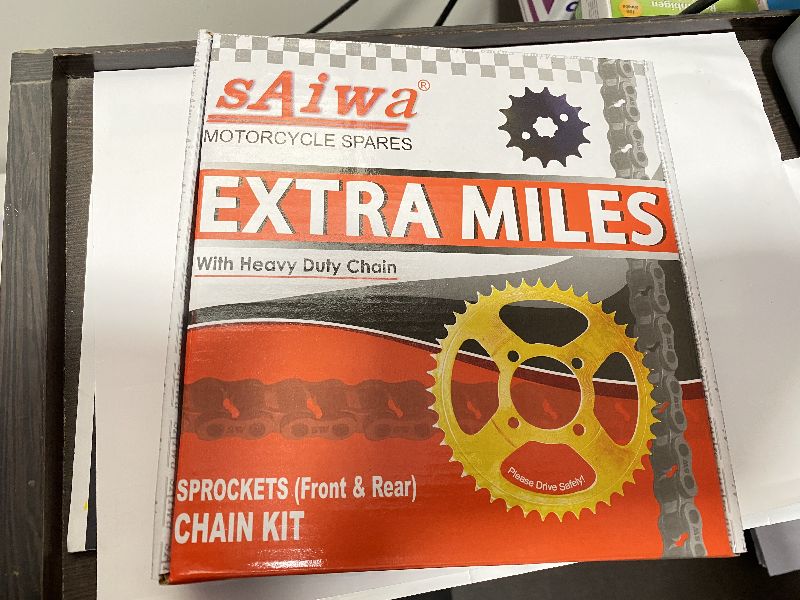 sAiwa®
MOTORCYCLE SPARES
EXTRA MILES
With Heavy Duty Chain
Please Drive Safely!
SPROCKETS (Front & Rear)
CHAIN KIT